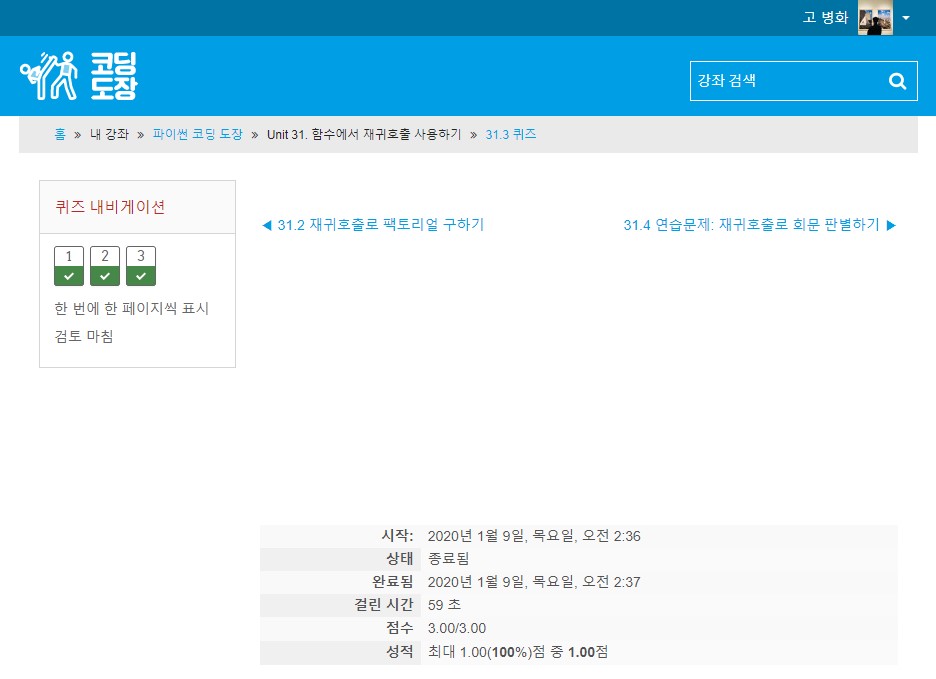 고 병화
코딩
도장
강좌 검색
홈 » 내 강좌 » 파이썬 코딩 도장 » Unit 31. 함수에서 재귀호출 사용하기 » 31.3 퀴즈
퀴즈 내비게이션
1 2 3
한 번에 한 페이지씩 표시
검토 마침
◀ 31.2 재귀호출로 팩토리얼 구하기
31.4 연습문제: 재귀호출로 회문 판별하기 ▶
시작: 2020년 1월 9일, 목요일, 오전 2:36
상태 종료됨
완료됨 2020년 1월 9일, 목요일, 오전 2:37
걸린 시간 59 초
점수 3.00/3.00
성적 최대 1.00(100%)점 중 1.00점